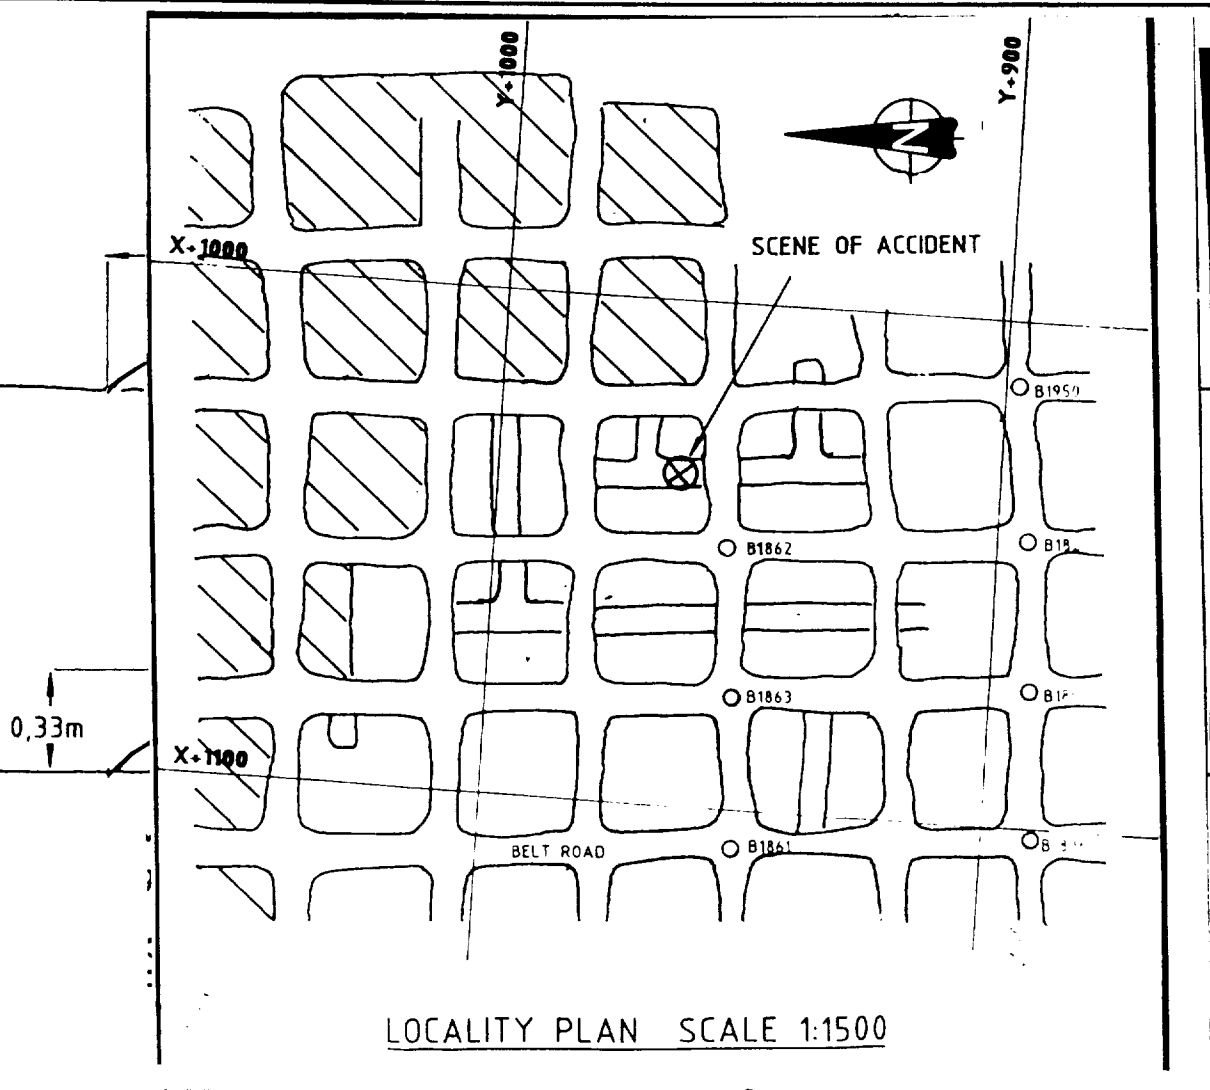 Y+1000
Y+900
N
X+1000
SCENE OF ACCIDENT
B1862
B1863
0,33m
X+1100
BELT ROAD
B1861
LOCALITY PLAN SCALE 1:1500